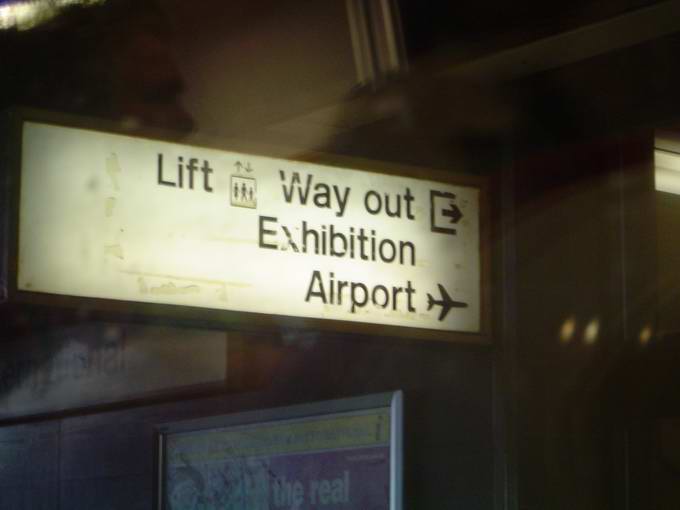 Lift Way out
Exhibition
Airport
i
the real